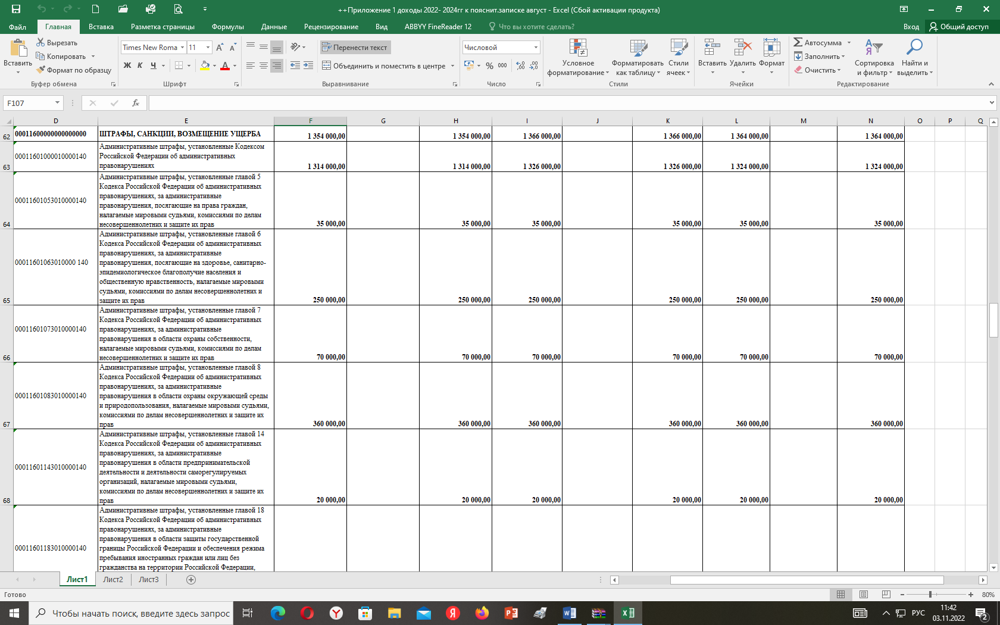 ++Приложение 1 доходы 2022- 2024гг к пояснит.записке август - Excel (Сбой активации продукта)
Файл Главная Вставка Разметка страницы Формулы Данные Рецензирование Вид ABBYY FineReader 12 Что вы хотите сделать? Вход Общий доступ
Вставить
Вырезать
Копировать
Формат по образцу
Буфер обмена
Times New Roma 11
Ж К Ч А
Шрифт
Перенести текст
Объединить и поместить в центре
Выравнивание
Числовой
% 000
Число
Условное форматирование
Форматировать как таблицу
Стили ячеек
Стили
Вставить Удалить Формат
Ячейки
Автосумма
Заполнить
Очистить
Сортировка и фильтр
Найти и выделить
Редактирование
F107 fx
D E F G H I J K L M N O P Q
62 00011600000000000000 ШТРАФЫ, САНКЦИИ, ВОЗМЕЩЕНИЕ УЩЕРБА 1 354 000,00 1 354 000,00 1 366 000,00 1 366 000,00 1 364 000,00 1 364 000,00
Административные штрафы, установленные Кодексом
00011601000010000140 Российской Федерации об административных
63 правонарушениях 1 314 000,00 1 314 000,00 1 326 000,00 1 326 000,00 1 324 000,00 1 324 000,00
Административные штрафы, установленные главой 5
Кодекса Российской Федерации об административных
00011601053010000140 правонарушениях, за административные
правонарушения, посягающие на права граждан,
налагаемые мировыми судьями, комиссиями по делам
64 несовершеннолетних и защите их прав 35 000,00 35 000,00 35 000,00 35 000,00 35 000,00 35 000,00
Административные штрафы, установленные главой 6
Кодекса Российской Федерации об административных
правонарушениях, за административные
00011601063010000 140 правонарушения, посягающие на здоровье, санитарно-
эпидемиологическое благополучие населения и
общественную нравственность, налагаемые мировыми
судьями, комиссиями по делам несовершеннолетних и
65 защите их прав 250 000,00 250 000,00 250 000,00 250 000,00 250 000,00 250 000,00
Административные штрафы, установленные главой 7
Кодекса Российской Федерации об административных
00011601073010000140 правонарушениях, за административные
правонарушения в области охраны собственности,
налагаемые мировыми судьями, комиссиями по делам
66 несовершеннолетних и защите их прав 70 000,00 70 000,00 70 000,00 70 000,00 70 000,00 70 000,00
Административные штрафы, установленные главой 8
Кодекса Российской Федерации об административных
правонарушениях, за административные
00011601083010000140 правонарушения в области охраны окружающей среды
и природопользования, налагаемые мировыми судьями,
комиссиями по делам несовершеннолетних и защите их
67 прав 360 000,00 360 000,00 360 000,00 360 000,00 360 000,00 360 000,00
Административные штрафы, установленные главой 14
Кодекса Российской Федерации об административных
правонарушениях, за административные
правонарушения в области предпринимательской
00011601143010000140 деятельности и деятельности саморегулируемых
организаций, налагаемые мировыми судьями,
комиссиями по делам несовершеннолетних и защите их
68 прав 20 000,00 20 000,00 20 000,00 20 000,00 20 000,00 20 000,00
Административные штрафы, установленные главой 18
Кодекса Российской Федерации об административных
правонарушениях, за административные
правонарушения в области защиты государственной
00011601183010000140 границы Российской Федерации и обеспечения режима
пребывания иностранных граждан или лиц без
гражданства на территории Российской Федерации,
Лист1 Лист2 Лист3
Готово 80%
Чтобы начать поиск, введите здесь запрос РУС 11:42
03.11.2022 2